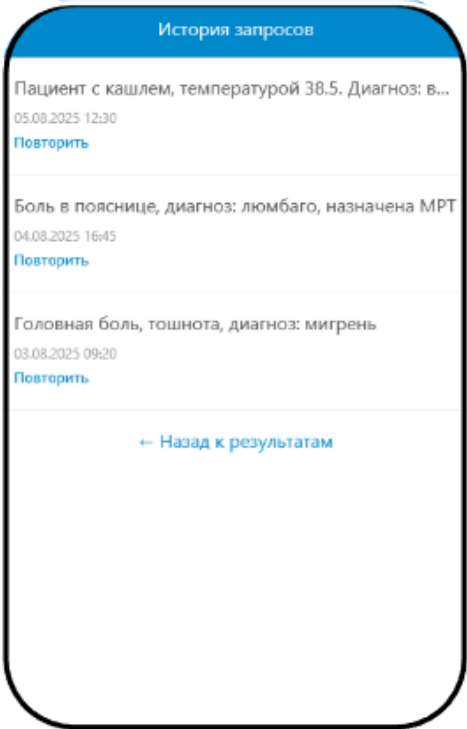 История запросов
Пациент с кашлем, температурой 38.5. Диагноз: в...
05.08.2025 12:30
Повторить
Боль в пояснице, диагноз: люмбаго, назначена МРТ
04.08.2025 16:45
Повторить
Головная боль, тошнота, диагноз: мигрень
03.08.2025 09:20
Повторить
← Назад к результатам